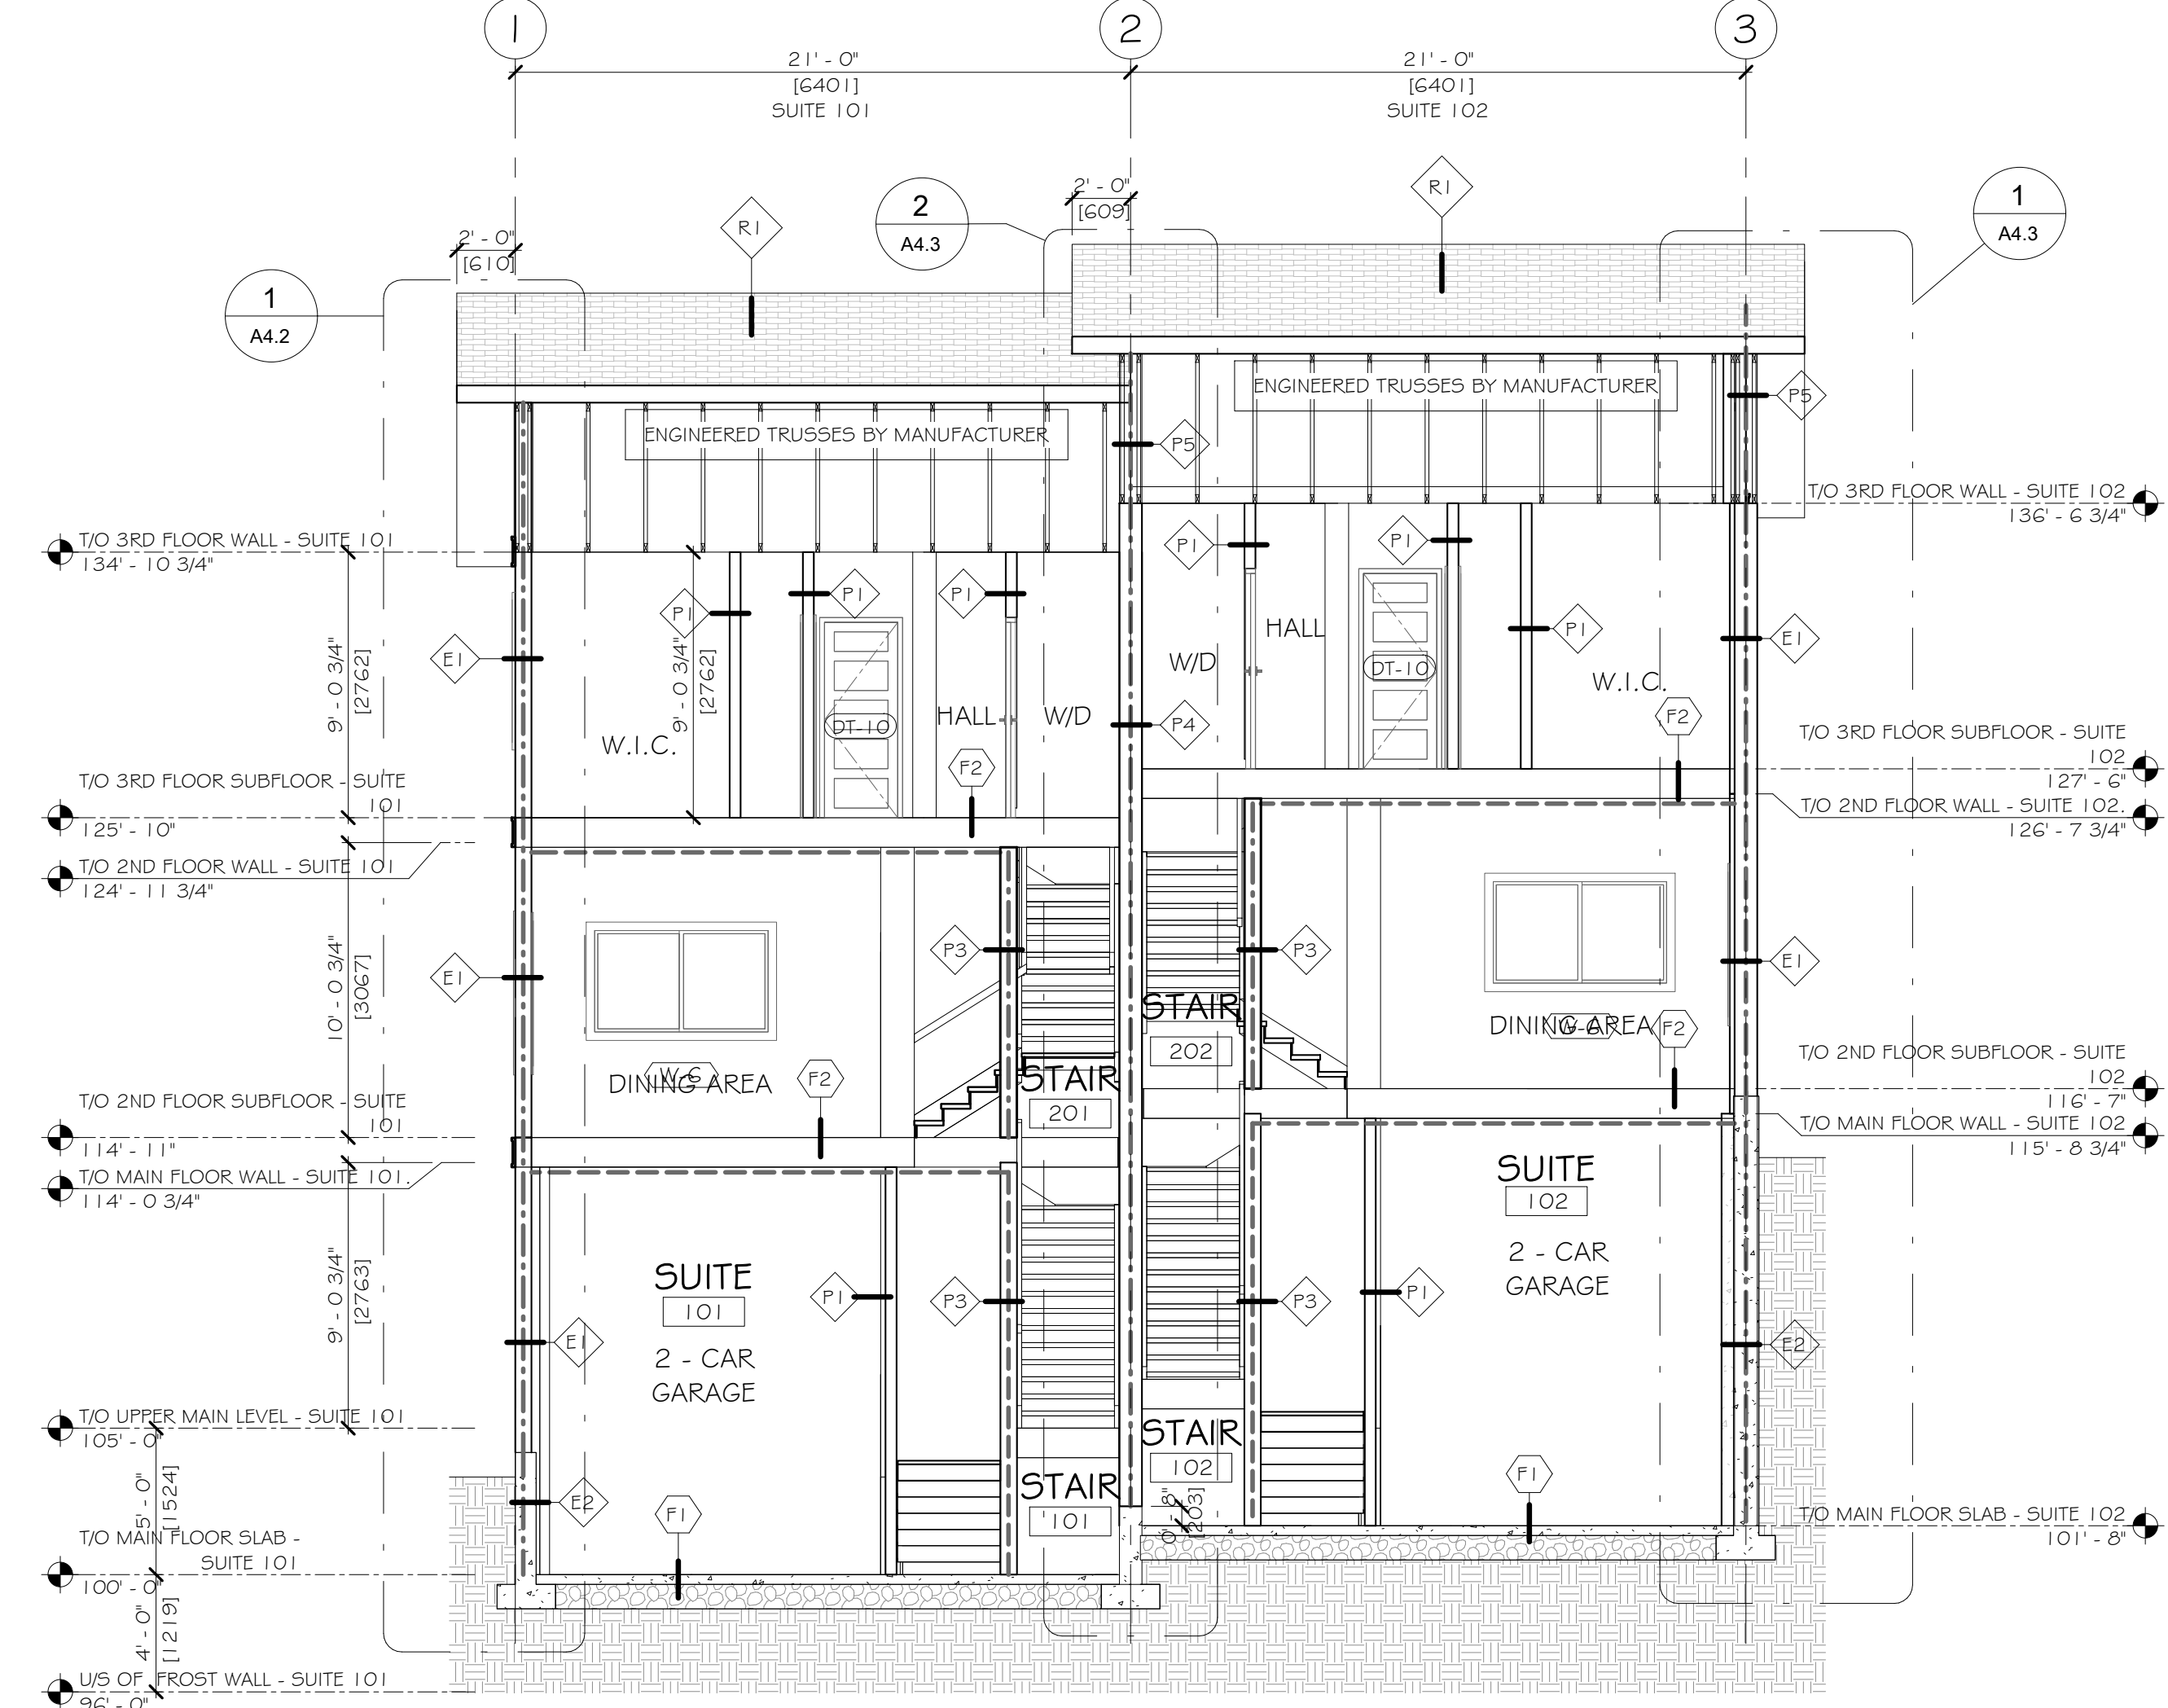 1
2
3
21' - 0"
[6401]
SUITE 101
21' - 0"
[6401]
SUITE 102
2' - 0"
[610]
2' - 0"
[609]
R1
R1
2
A4.3
1
A4.3
1
A4.2
ENGINEERED TRUSSES BY MANUFACTURER
ENGINEERED TRUSSES BY MANUFACTURER
P5
P5
T/O 3RD FLOOR WALL - SUITE 101
134' - 10 3/4"
T/O 3RD FLOOR WALL - SUITE 102
136' - 6 3/4"
P1
P1
P1
P1
P1
P1
E1
E1
9' - 0 3/4"
[2762]
9' - 0 3/4"
[2762]
W.I.C.
DT-10
HALL
W/D
W/D
HALL
DT-10
W.I.C.
P4
F2
F2
T/O 3RD FLOOR SUBFLOOR - SUITE
101
125' - 10"
T/O 2ND FLOOR WALL - SUITE 101
124' - 11 3/4"
T/O 3RD FLOOR SUBFLOOR - SUITE
102
127' - 6"
T/O 2ND FLOOR WALL - SUITE 102.
126' - 7 3/4"
E1
E1
P3
P3
10' - 0 3/4"
[3067]
W-6
DINING AREA
F2
STAIR
201
STAIR
202
DINING AREA
W-6
F2
T/O 2ND FLOOR SUBFLOOR - SUITE
101
114' - 11"
T/O MAIN FLOOR WALL - SUITE 101.
114' - 0 3/4"
T/O 2ND FLOOR SUBFLOOR - SUITE
102
116' - 7"
T/O MAIN FLOOR WALL - SUITE 102
115' - 8 3/4"
9' - 0 3/4"
[2763]
SUITE
101
2 - CAR
GARAGE
SUITE
102
2 - CAR
GARAGE
E1
P1
P3
P3
P1
E2
T/O UPPER MAIN LEVEL - SUITE 101
105' - 0"
5' - 0"
[1524]
E2
F1
STAIR
101
STAIR
102
0' - 8"
[203]
F1
T/O MAIN FLOOR SLAB -
SUITE 101
100' - 0"
T/O MAIN FLOOR SLAB - SUITE 102
101' - 8"
4' - 0"
[1219]
U/S OF FROST WALL - SUITE 101
96' - 0"